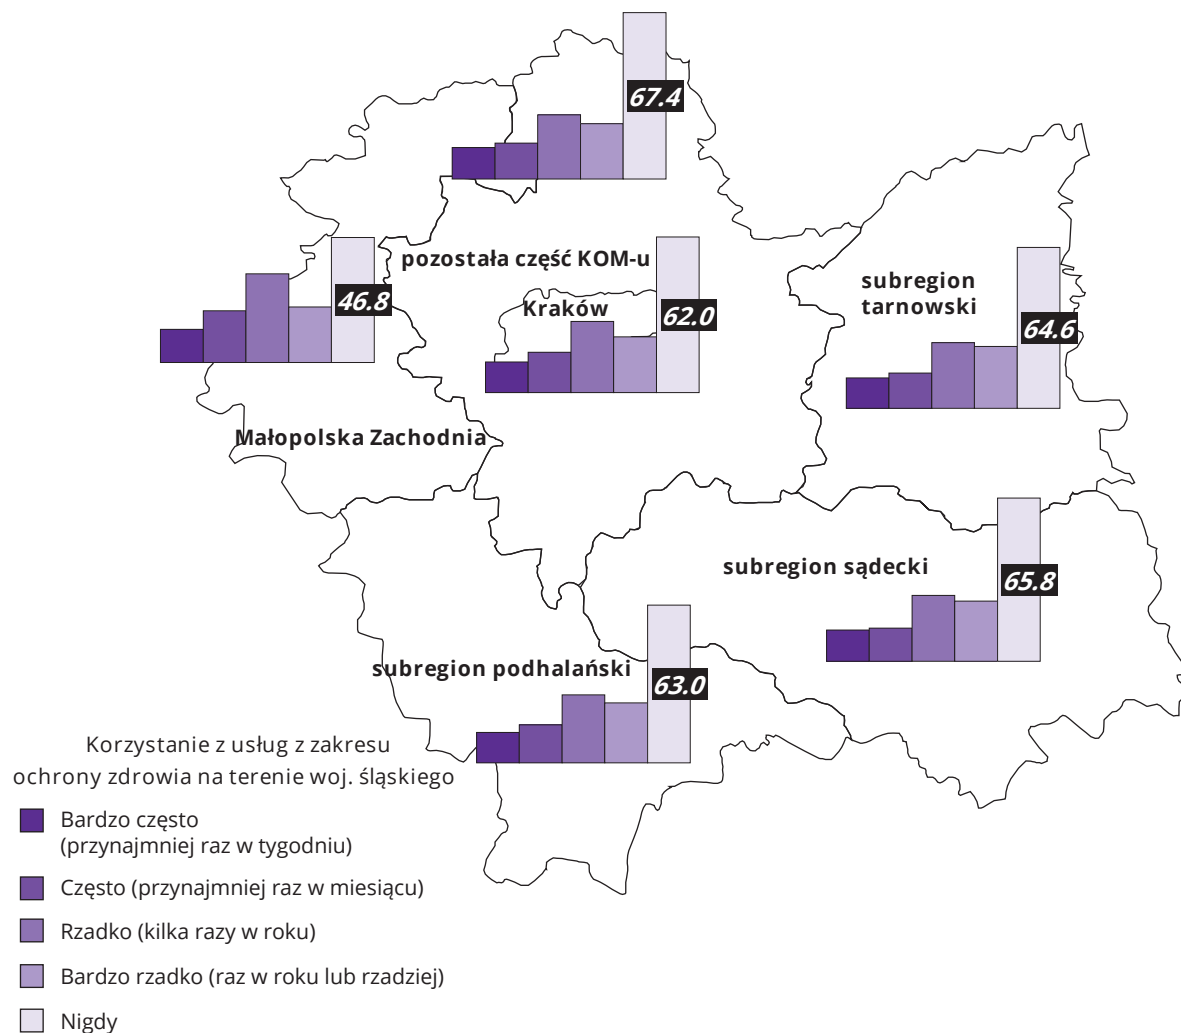 67.4
pozostała część KOM-u
46.8
Kraków
62.0
subregion
tarnowski
64.6
Małopolska Zachodnia
subregion sądecki
65.8
subregion podhalański
63.0
Korzystanie z usług z zakresu
ochrony zdrowia na terenie woj. śląskiego
Bardzo często
(przynajmniej raz w tygodniu)
Często (przynajmniej raz w miesiącu)
Rzadko (kilka razy w roku)
Bardzo rzadko (raz w roku lub rzadziej)
Nigdy